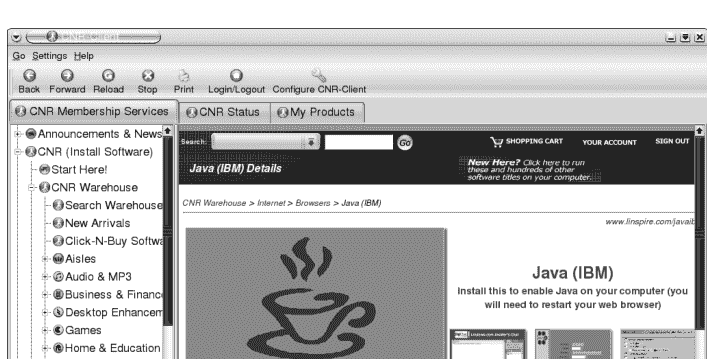 CNR Client
Go Settings Help
Back Forward Reload Stop Print Login/Logout Configure CNR-Client
CNR Membership Services CNR Status My Products
Announcements & News
CNR (Install Software)
Start Here!
CNR Warehouse
Search Warehouse
New Arrivals
Click-N-Buy Softwa
Aisles
Audio & MP3
Business & Financ
Desktop Enhancem
Games
Home & Education
Search: Go SHOPPING CART YOUR ACCOUNT SIGN OUT
Java (IBM) Details
New Here? Click here to run
these and hundreds of other
software titles on your computer.
CNR Warehouse > Internet > Browsers > Java (IBM)
www.linspire.com/javaib
Java (IBM)
Install this to enable Java on your computer (you
will need to restart your web browser)